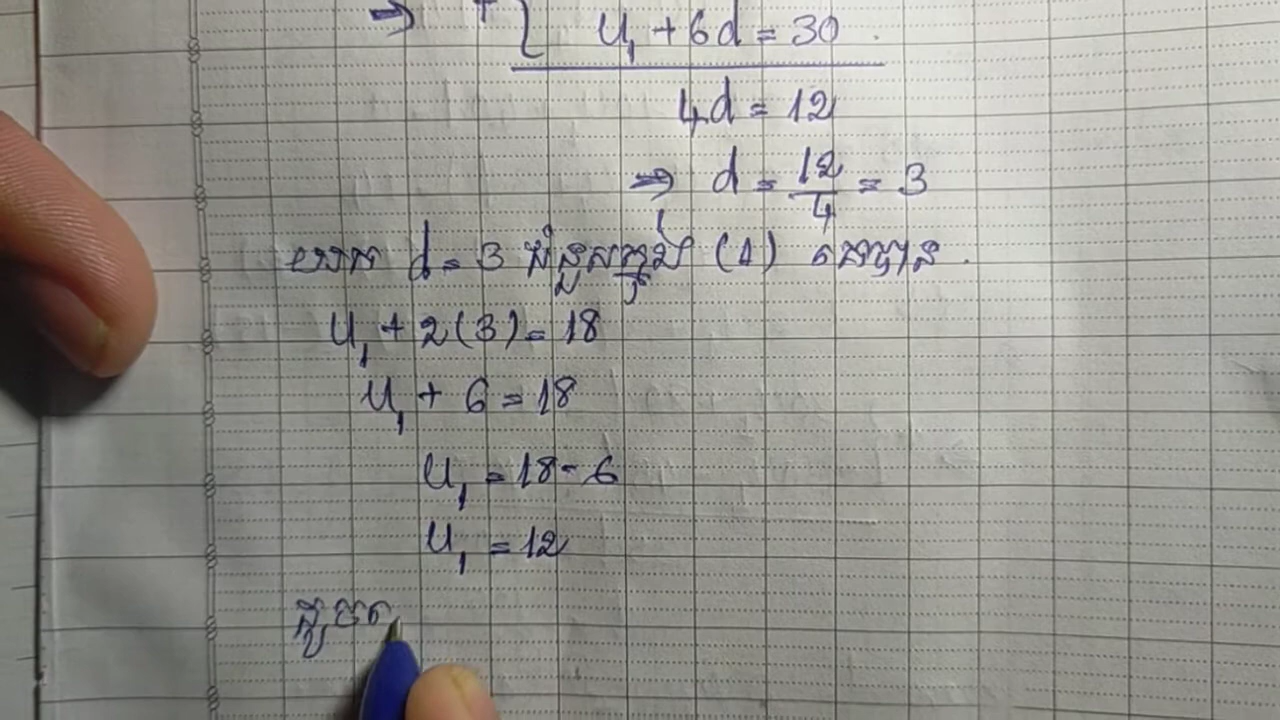 ⇒ + { U₁ + 6d = 30 .
4d = 12
⇒ d = 12/4 = 3
យក d = 3 ជំនួសក្នុង (1) គេបាន .
U₁ + 2(3) = 18
U₁ + 6 = 18
U₁ = 18 - 6
U₁ = 12
ដូចត